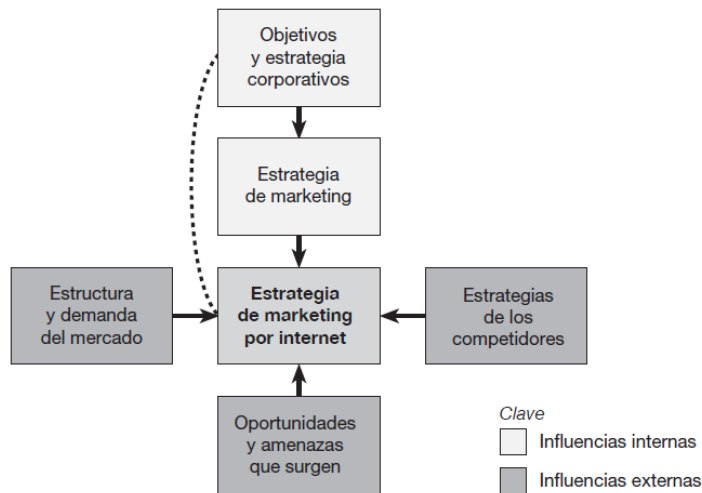 Objetivos
y estrategia
corporativos
Estrategia
de marketing
Estructura
y demanda
del mercado
Estrategia
de marketing
por internet
Estrategias
de los
competidores
Oportunidades
y amenazas
que surgen
Clave
Influencias internas
Influencias externas